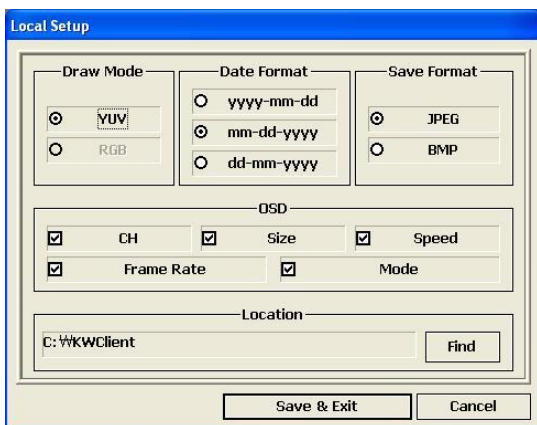 Local Setup
Draw Mode
YUV
RGB
Date Format
yyyy-mm-dd
mm-dd-yyyy
dd-mm-yyyy
Save Format
JPEG
BMP
OSD
CH Size Speed
Frame Rate Mode
Location
C:₩KWClient
Find
Save & Exit Cancel